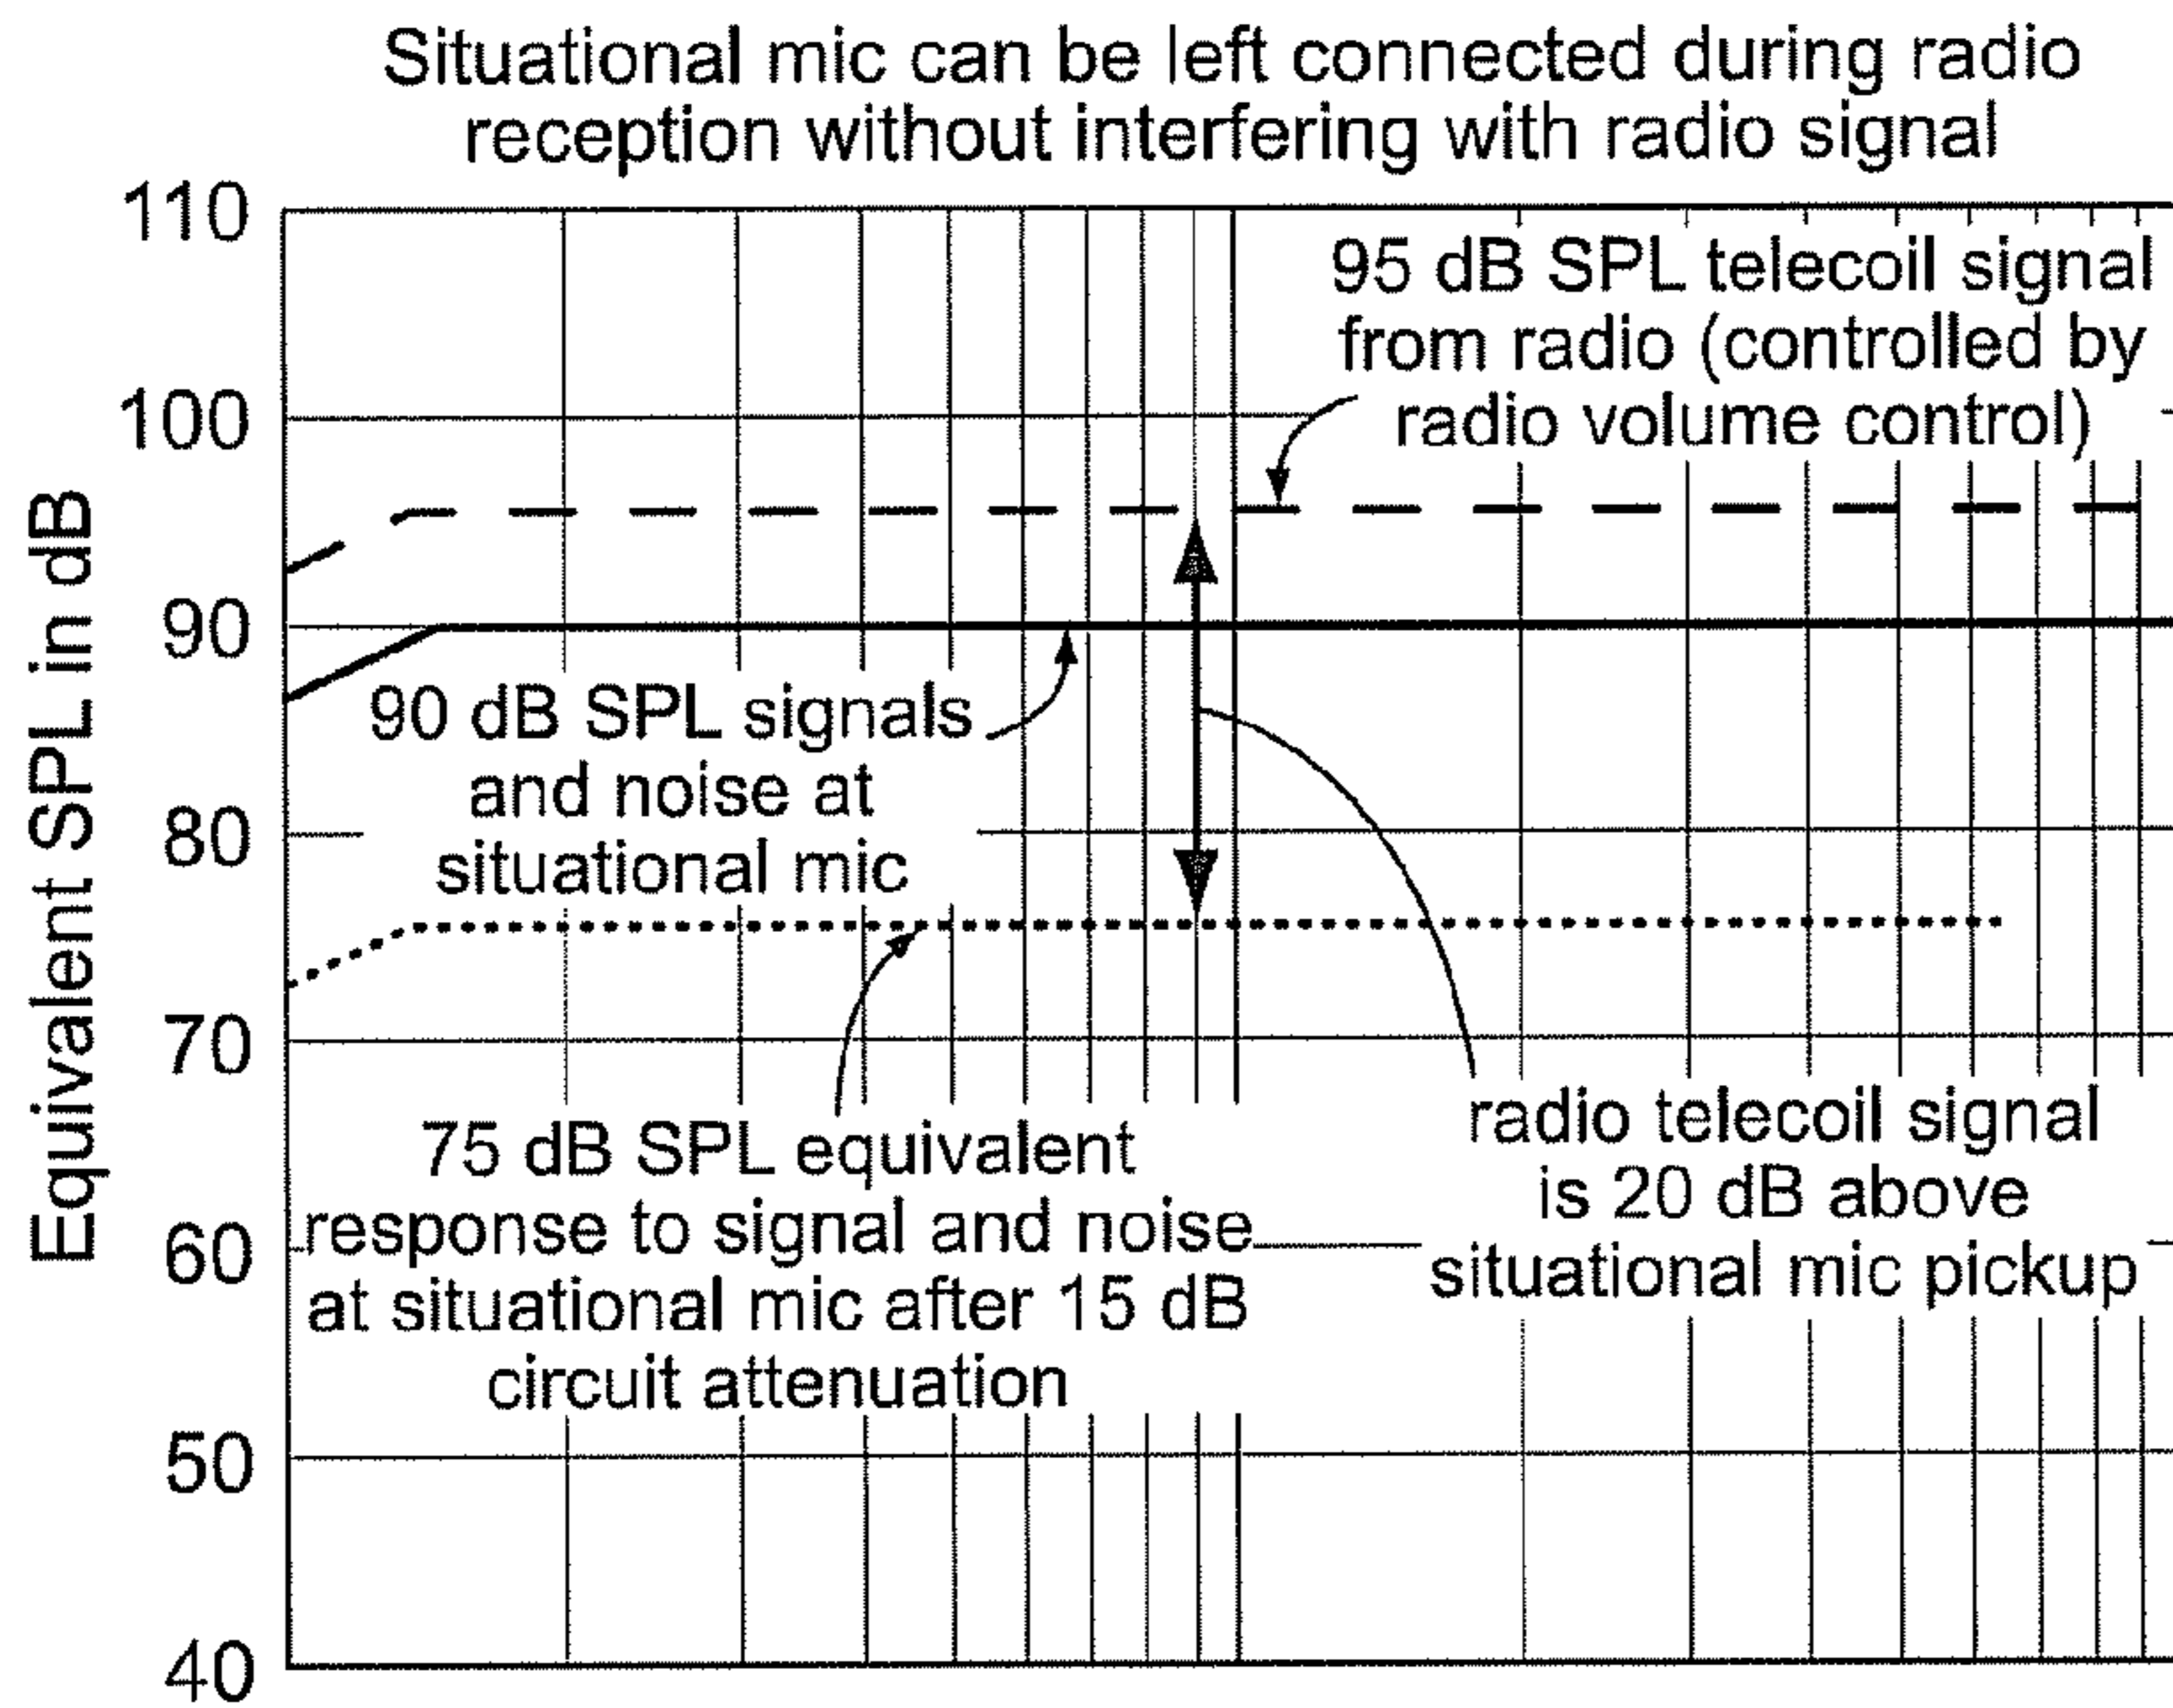 Situational mic can be left connected during radio
reception without interfering with radio signal
110
100
90
80
70
60
50
40
Equivalent SPL in dB
95 dB SPL telecoil signal
from radio (controlled by
radio volume control)
90 dB SPL signals
and noise at
situational mic
75 dB SPL equivalent
response to signal and noise
at situational mic after 15 dB
circuit attenuation
radio telecoil signal
is 20 dB above
situational mic pickup